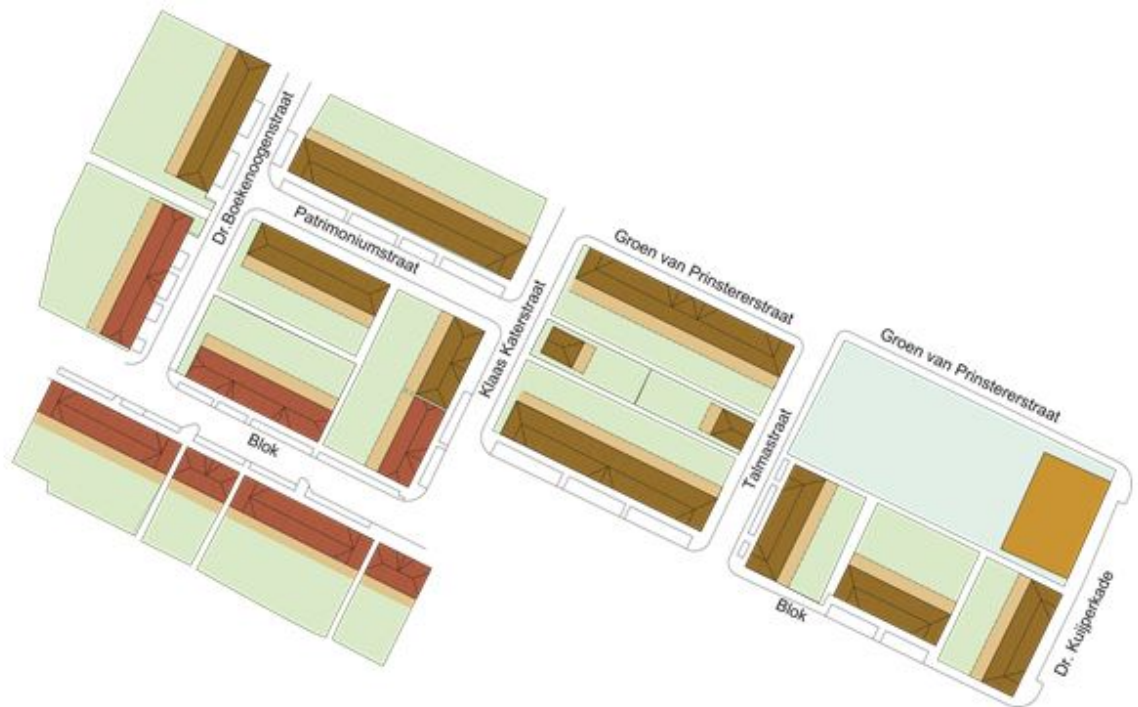 Dr.Boekenoogenstraat
Patrimoniumstraat
Klaas Katerstraat
Groen van Prinstererstraat
Groen van Prinstererstraat
Talmastraat
Blok
Blok
Dr. Kuijperkade